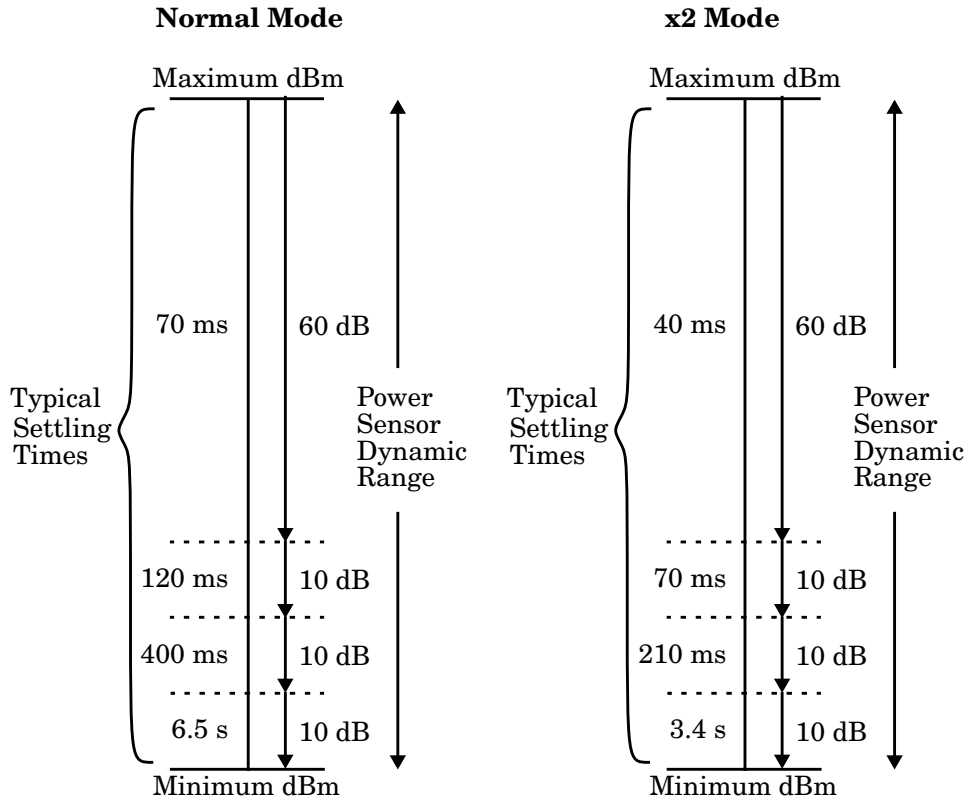 Normal Mode
Maximum dBm
70 ms
60 dB
Typical
Settling
Times
Power
Sensor
Dynamic
Range
120 ms
10 dB
400 ms
10 dB
6.5 s
10 dB
Minimum dBm
x2 Mode
Maximum dBm
40 ms
60 dB
Typical
Settling
Times
Power
Sensor
Dynamic
Range
70 ms
10 dB
210 ms
10 dB
3.4 s
10 dB
Minimum dBm